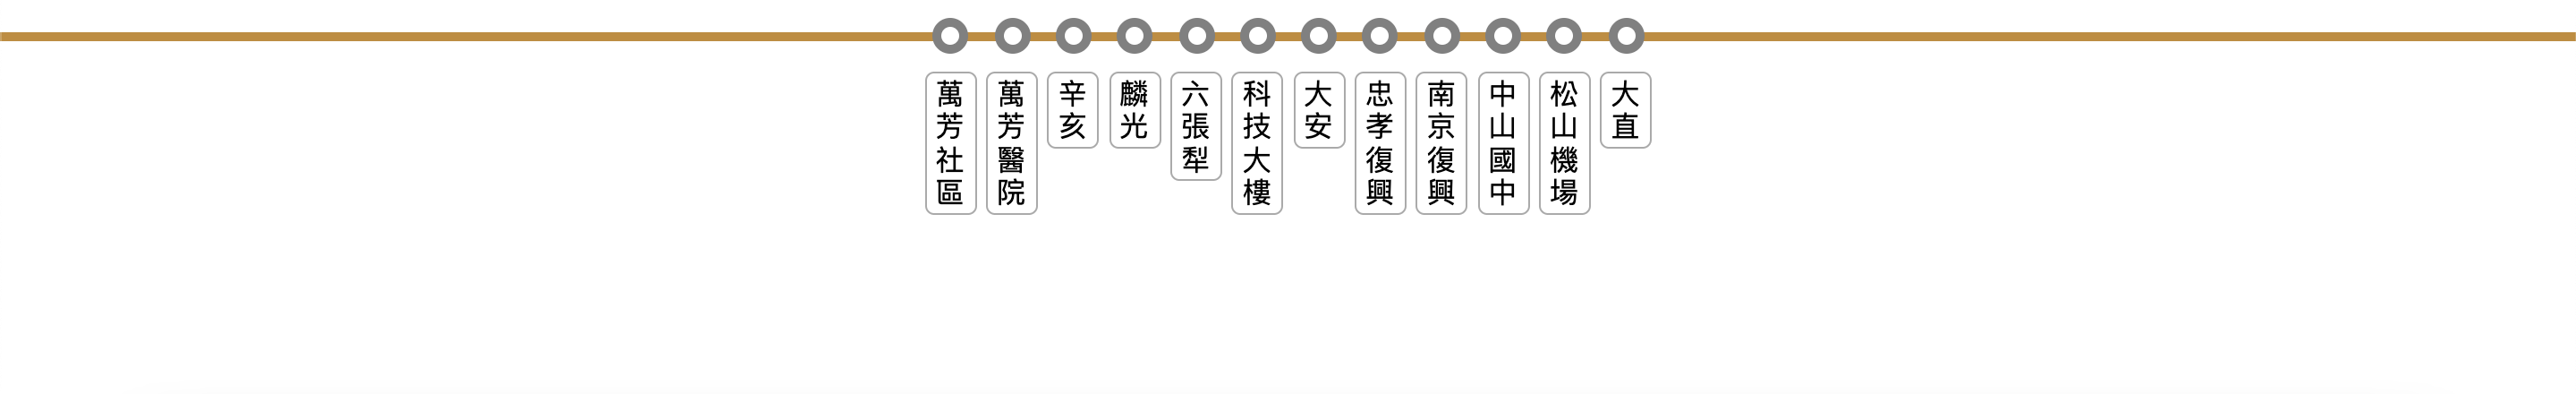 萬芳社區
萬芳醫院
辛亥
麟光
六張犁
科技大樓
大安
忠孝復興
南京復興
中山國中
松山機場
大直